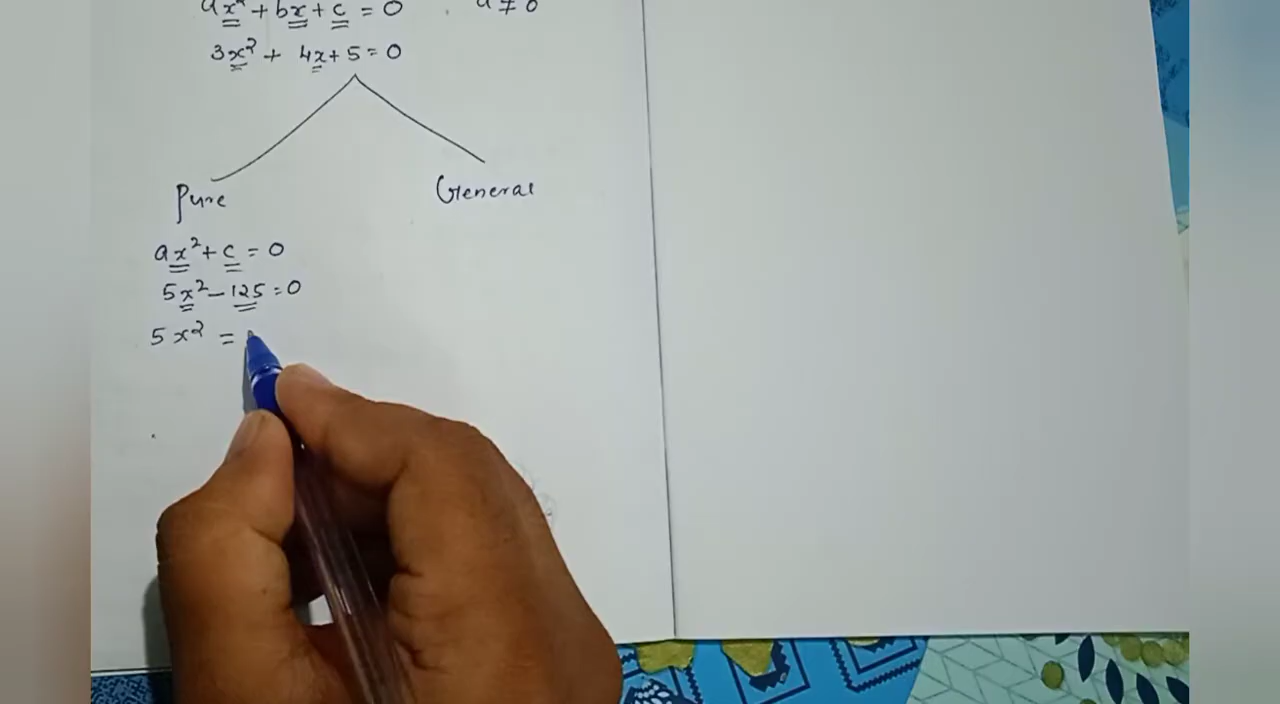 ax² + bx + c = 0 a ≠ 0
3x² + 4x + 5 = 0
Pure General
ax² + c = 0
5x² - 125 = 0
5x² =